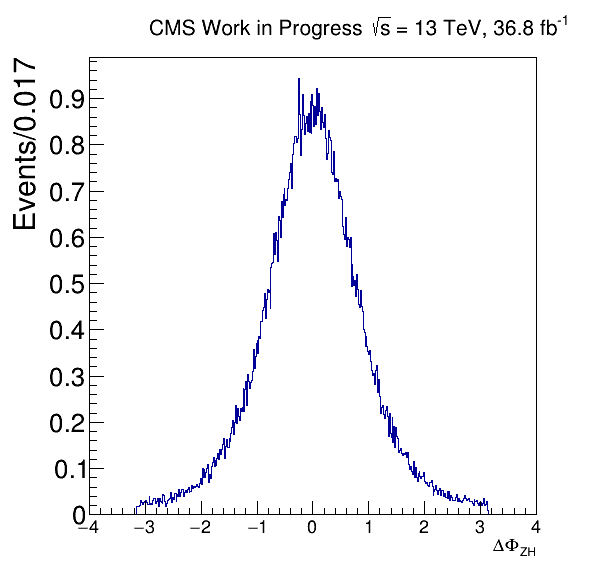 CMS Work in Progress √s = 13 TeV, 36.8 fb⁻¹
Events/0.017
0.9
0.8
0.7
0.6
0.5
0.4
0.3
0.2
0.1
0
−4 −3 −2 −1 0 1 2 3 4
ΔΦ_ZH